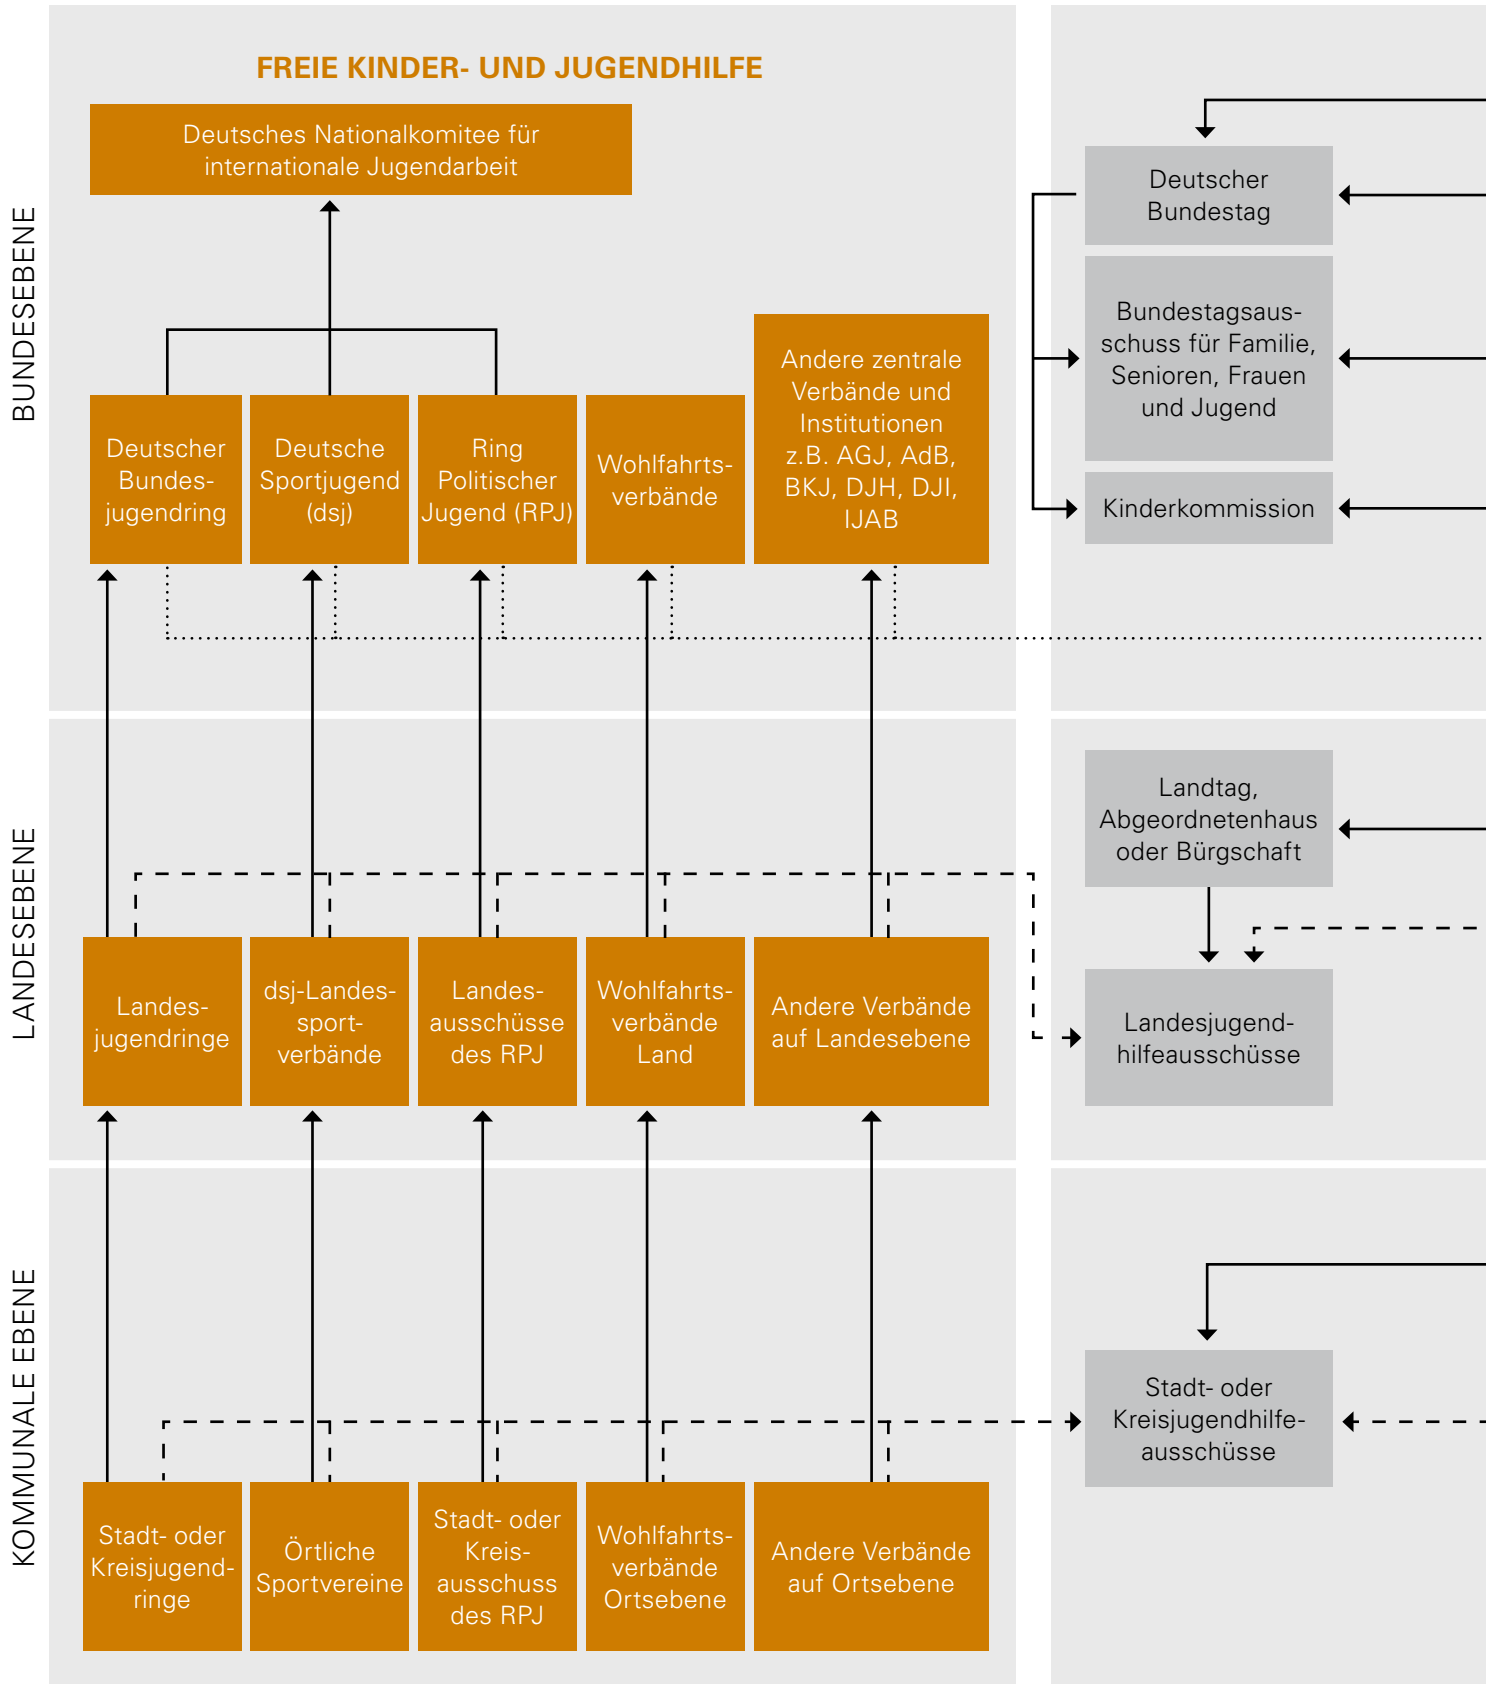 FREIE KINDER- UND JUGENDHILFE
BUNDESEBENE
Deutsches Nationalkomitee für
internationale Jugendarbeit
Deutscher
Bundes-
jugendring
Deutsche
Sportjugend
(dsj)
Ring
Politischer
Jugend (RPJ)
Wohlfahrts-
verbände
Andere zentrale
Verbände und
Institutionen
z.B. AGJ, AdB,
BKJ, DJH, DJI,
IJAB
Deutscher
Bundestag
Bundestagsaus-
schuss für Familie,
Senioren, Frauen
und Jugend
Kinderkommission
LANDESEBENE
Landes-
jugendringe
dsj-Landes-
sport-
verbände
Landes-
ausschüsse
des RPJ
Wohlfahrts-
verbände
Land
Andere Verbände
auf Landesebene
Landtag,
Abgeordnetenhaus
oder Bürgschaft
Landesjugend-
hilfeausschüsse
KOMMUNALE EBENE
Stadt- oder
Kreisjugend-
ringe
Örtliche
Sportvereine
Stadt- oder
Kreis-
ausschuss
des RPJ
Wohlfahrts-
verbände
Ortsebene
Andere Verbände
auf Ortsebene
Stadt- oder
Kreisjugendhilfe-
ausschüsse